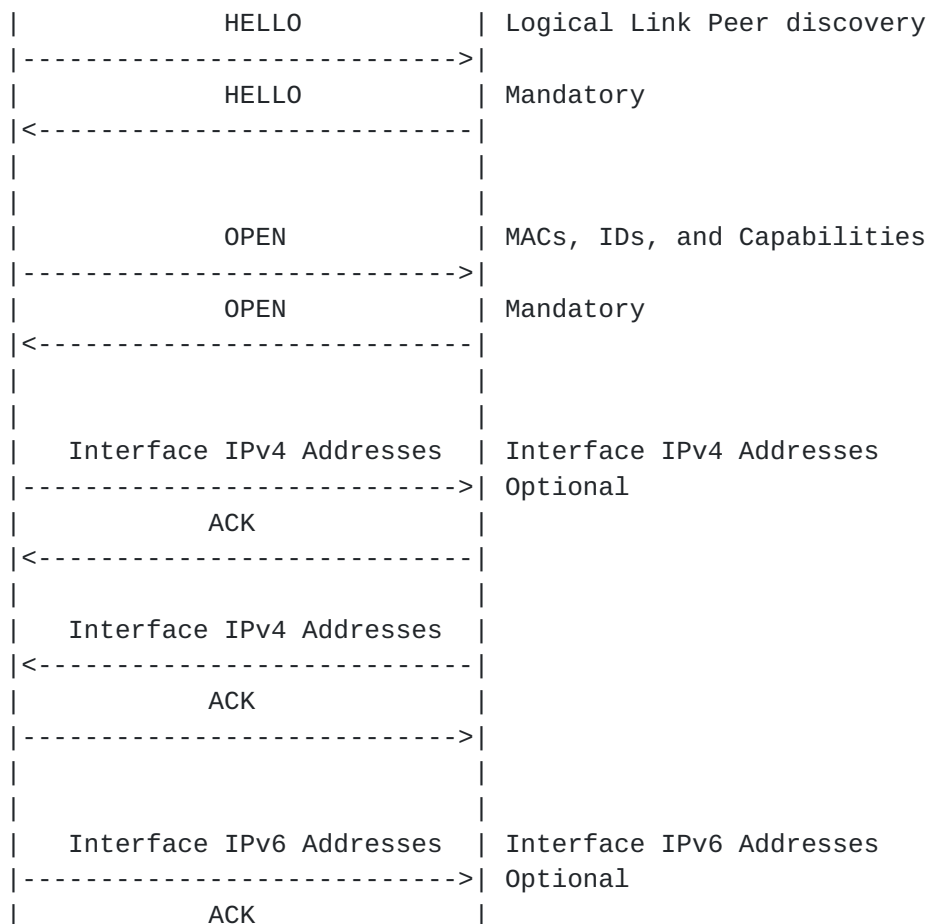 |             HELLO           | Logical Link Peer discovery
|---------------------------->|
|             HELLO           | Mandatory
|<----------------------------|
|                             |
|                             |
|             OPEN            | MACs, IDs, and Capabilities
|---------------------------->|
|             OPEN            | Mandatory
|<----------------------------|
|                             |
|                             |
|   Interface IPv4 Addresses  | Interface IPv4 Addresses
|---------------------------->| Optional
|            ACK              |
|<----------------------------|
|                             |
|   Interface IPv4 Addresses  |
|<----------------------------|
|            ACK              |
|---------------------------->|
|                             |
|                             |
|   Interface IPv6 Addresses  | Interface IPv6 Addresses
|---------------------------->| Optional
|            ACK              |